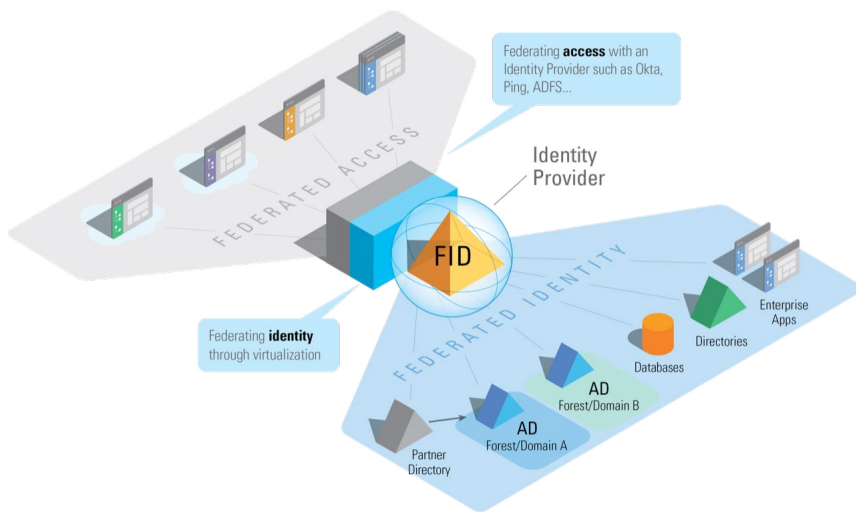 Federating access with an
Identity Provider such as Okta,
Ping, ADFS...
FEDERATED ACCESS
Identity
Provider
FID
Federating identity
through virtualization
FEDERATED IDENTITY
Enterprise
Apps
Directories
Databases
AD
Forest/Domain B
AD
Forest/Domain A
Partner
Directory